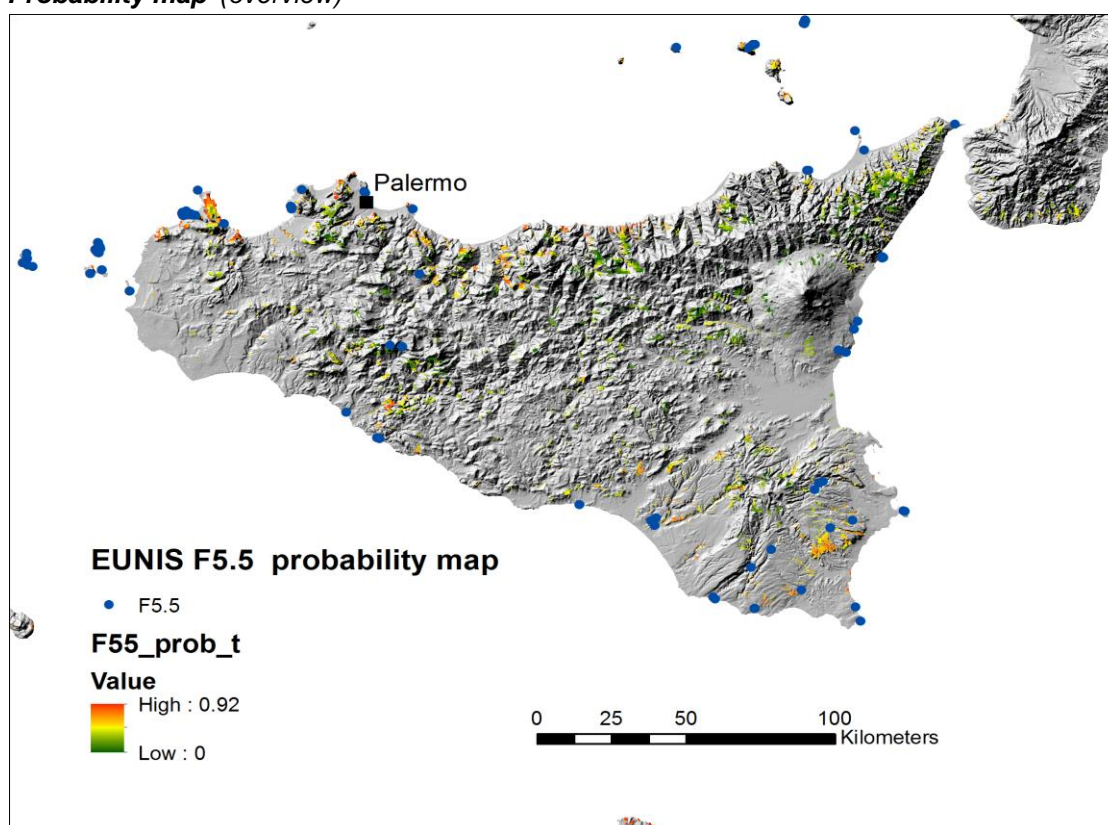 Probability map (overview)
Palermo
EUNIS F5.5 probability map
F5.5
F55_prob_t
Value
High : 0.92
Low : 0
0 25 50 100
Kilometers